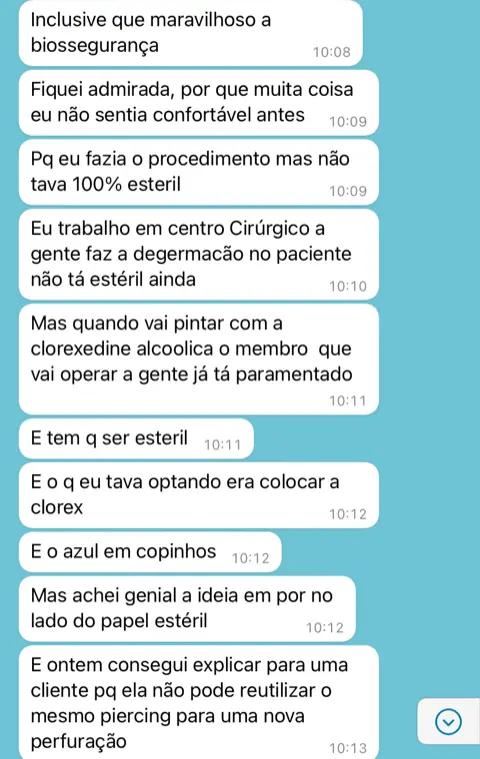 Inclusive que maravilhoso a
biossegurança
10:08
Fiquei admirada, por que muita coisa
eu não sentia confortável antes
10:09
Pq eu fazia o procedimento mas não
tava 100% esteril
10:09
Eu trabalho em centro Cirúrgico a
gente faz a degermacão no paciente
não tá estéril ainda
10:10
Mas quando vai pintar com a
clorexedine alcoolica o membro que
vai operar a gente já tá paramentado
10:11
E tem q ser esteril
10:11
E o q eu tava optando era colocar a
clorex
10:12
E o azul em copinhos
10:12
Mas achei genial a ideia em por no
lado do papel estéril
10:12
E ontem consegui explicar para uma
cliente pq ela não pode reutilizar o
mesmo piercing para uma nova
perfuração
10:13